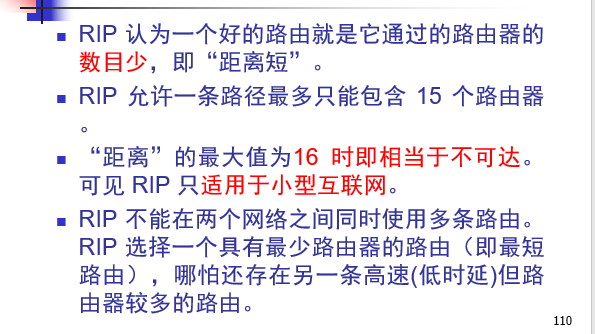 RIP 认为一个好的路由就是它通过的路由器的
数目少，即“距离短”。
RIP 允许一条路径最多只能包含 15 个路由器
。
“距离”的最大值为16 时即相当于不可达。
可见 RIP 只适用于小型互联网。
RIP 不能在两个网络之间同时使用多条路由。
RIP 选择一个具有最少路由器的路由（即最短
路由），哪怕还存在另一条高速(低时延)但路
由器较多的路由。
110